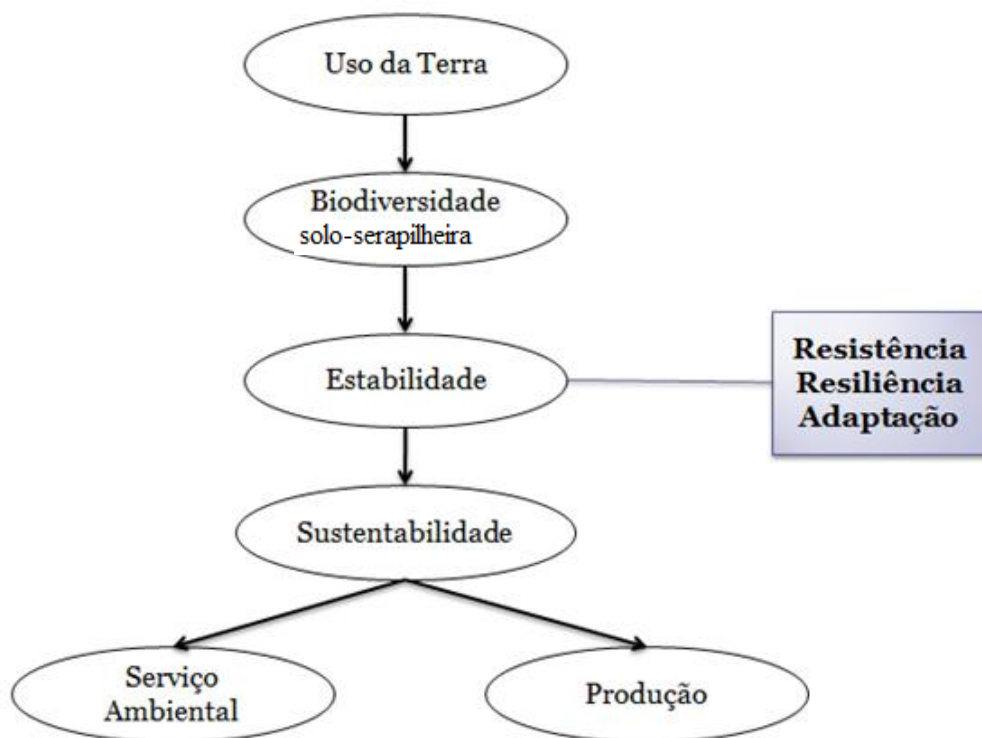 Uso da Terra
Biodiversidade
solo-serapilheira
Estabilidade
Resistência
Resiliência
Adaptação
Sustentabilidade
Serviço
Ambiental
Produção